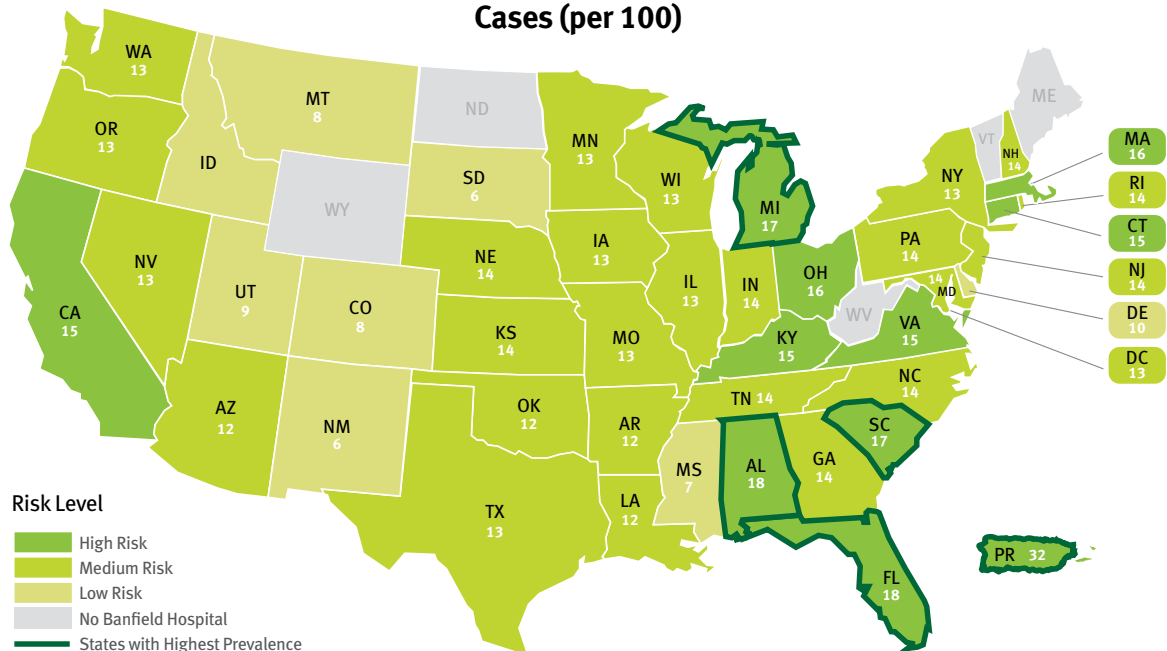 Cases (per 100)
WA
13
OR
13
CA
15
NV
13
ID
MT
8
WY
UT
9
AZ
12
CO
8
NM
6
ND
SD
6
NE
14
KS
14
OK
12
TX
13
MN
13
IA
13
MO
13
AR
12
LA
12
WI
13
IL
13
MI
17
IN
14
OH
16
KY
15
TN 14
MS
7
AL
18
GA
14
FL
18
SC
17
NC
14
VA
15
WV
PA
14
NY
13
VT
NH
14
ME
14
MD
MA
16
RI
14
CT
15
NJ
14
DE
10
DC
13
PR 32
Risk Level
High Risk
Medium Risk
Low Risk
No Banfield Hospital
States with Highest Prevalence